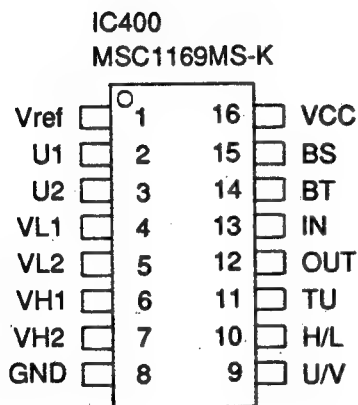 IC400
MSC1169MS-K
Vref 1 16 VCC
U1 2 15 BS
U2 3 14 BT
VL1 4 13 IN
VL2 5 12 OUT
VH1 6 11 TU
VH2 7 10 H/L
GND 8 9 U/V